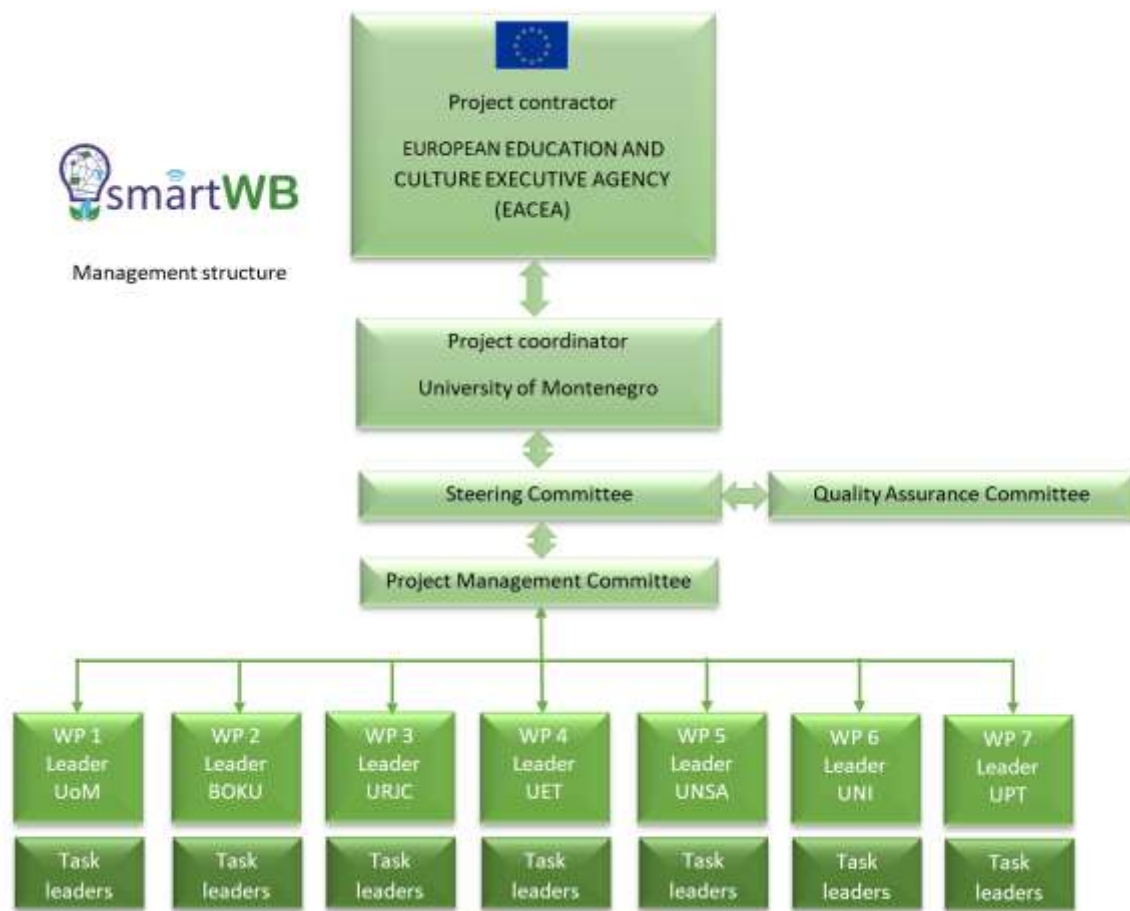 Project contractor
EUROPEAN EDUCATION AND
CULTURE EXECUTIVE AGENCY
(EACEA)
smartWB
Management structure
Project coordinator
University of Montenegro
Steering Committee
Quality Assurance Committee
Project Management Committee
WP 1
Leader
UoM
WP 2
Leader
BOKU
WP 3
Leader
URJC
WP 4
Leader
UET
WP 5
Leader
UNSA
WP 6
Leader
UNI
WP 7
Leader
UPT
Task
leaders
Task
leaders
Task
leaders
Task
leaders
Task
leaders
Task
leaders
Task
leaders